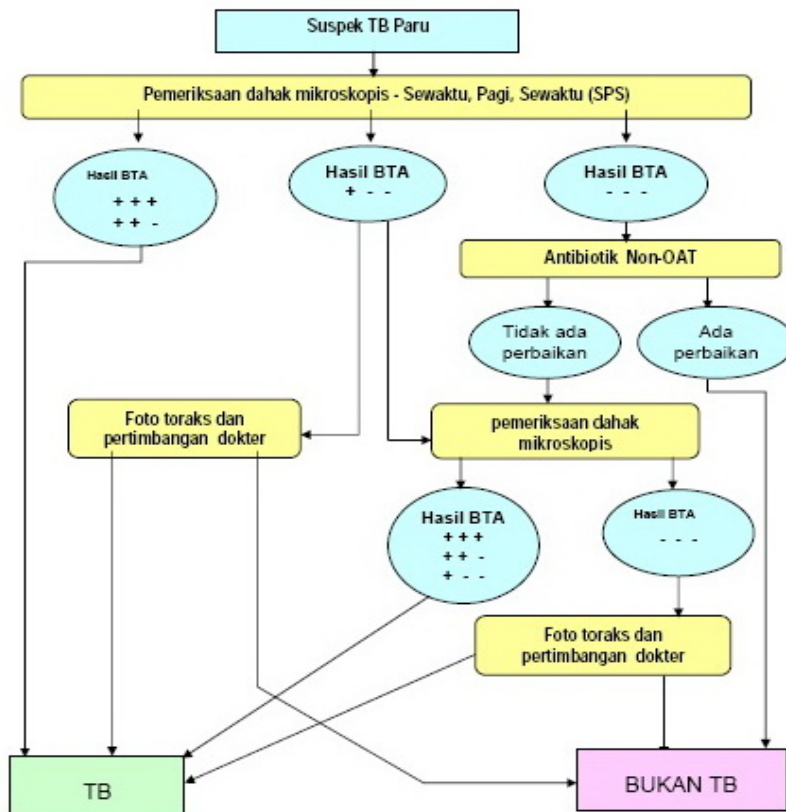 Suspek TB Paru
Pemeriksaan dahak mikroskopis - Sewaktu, Pagi, Sewaktu (SPS)
Hasil BTA
+ + +
+ + -
Hasil BTA
+ - -
Hasil BTA
- - -
Antibiotik Non-OAT
Tidak ada
perbaikan
Ada
perbaikan
Foto toraks dan
pertimbangan dokter
pemeriksaan dahak
mikroskopis
Hasil BTA
+ + +
+ + -
+ - -
Hasil BTA
- - -
Foto toraks dan
pertimbangan dokter
TB
BUKAN TB